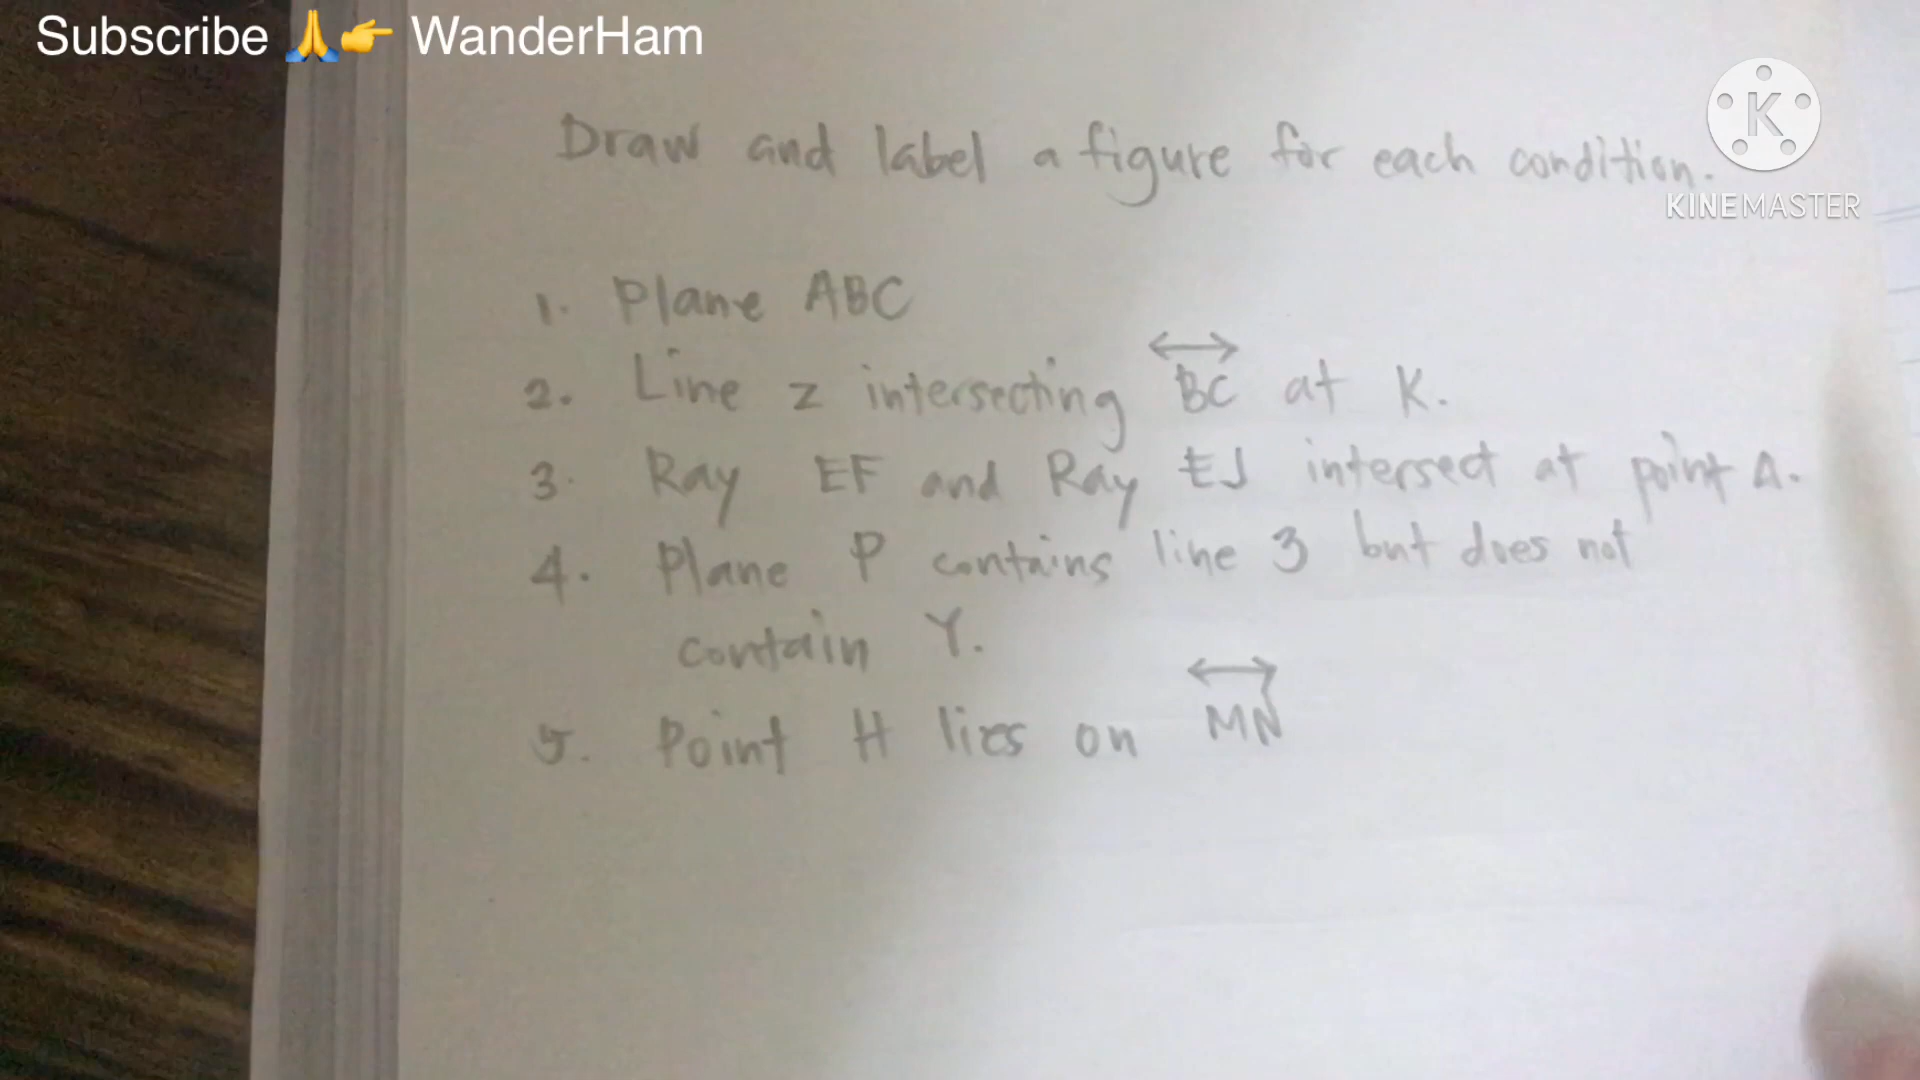 Subscribe 🙏👉 WanderHam
K
KINEMASTER
Draw and label a figure for each condition.
1. Plane ABC
2. Line z intersecting BC at K.
3. Ray EF and Ray EJ intersect at point A.
4. Plane P contains line 3 but does not
contain Y.
5. Point H lies on MN